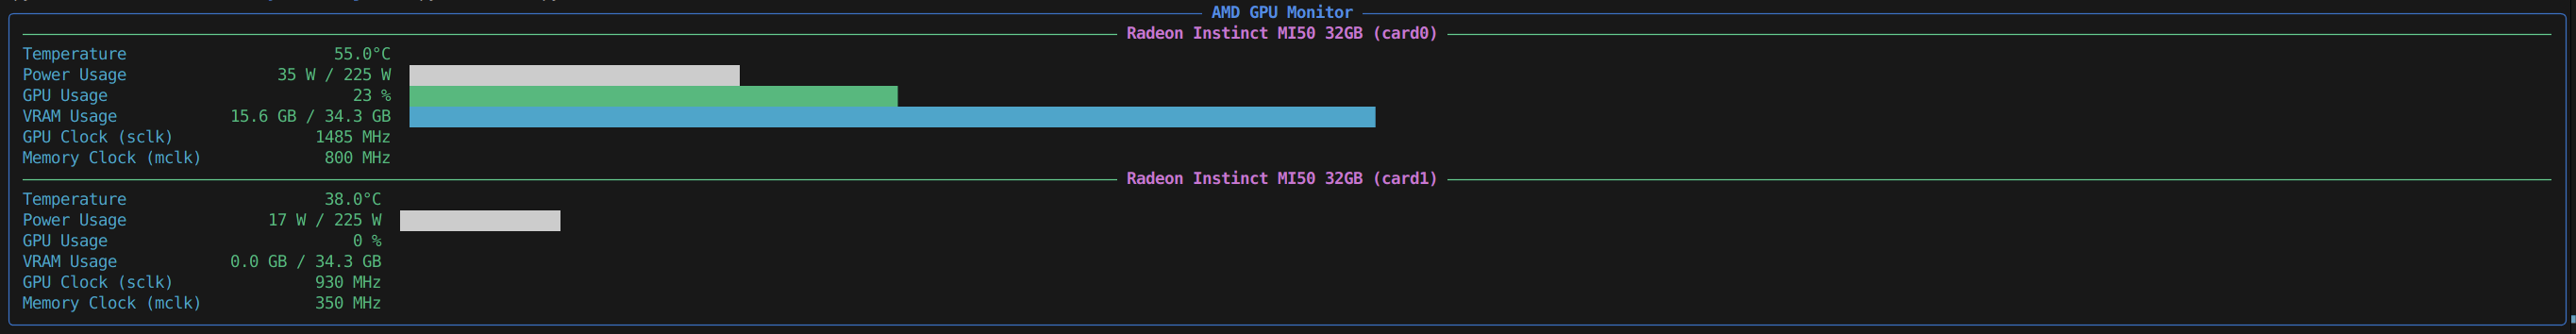 AMD GPU Monitor
Radeon Instinct MI50 32GB (card0)
Temperature 55.0°C
Power Usage 35 W / 225 W
GPU Usage 23 %
VRAM Usage 15.6 GB / 34.3 GB
GPU Clock (sclk) 1485 MHz
Memory Clock (mclk) 800 MHz
Radeon Instinct MI50 32GB (card1)
Temperature 38.0°C
Power Usage 17 W / 225 W
GPU Usage 0 %
VRAM Usage 0.0 GB / 34.3 GB
GPU Clock (sclk) 930 MHz
Memory Clock (mclk) 350 MHz